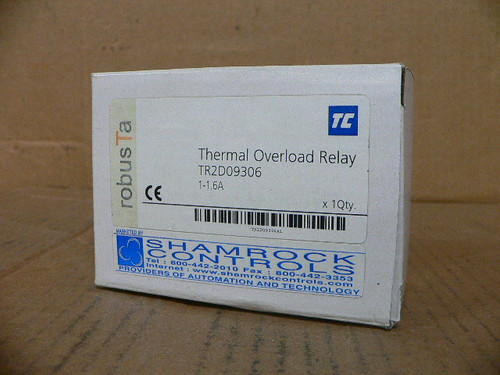 robusTa
TC
Thermal Overload Relay
TR2D09306
1-1.6A
CE
x 1Qty.
MARKETED BY
SHAMROCK
CONTROLS
Tel : 800-442-2010 Fax : 800-442-3353
Internet : www.shamrockcontrols.com
PROVIDERS OF AUTOMATION AND TECHNOLOGY